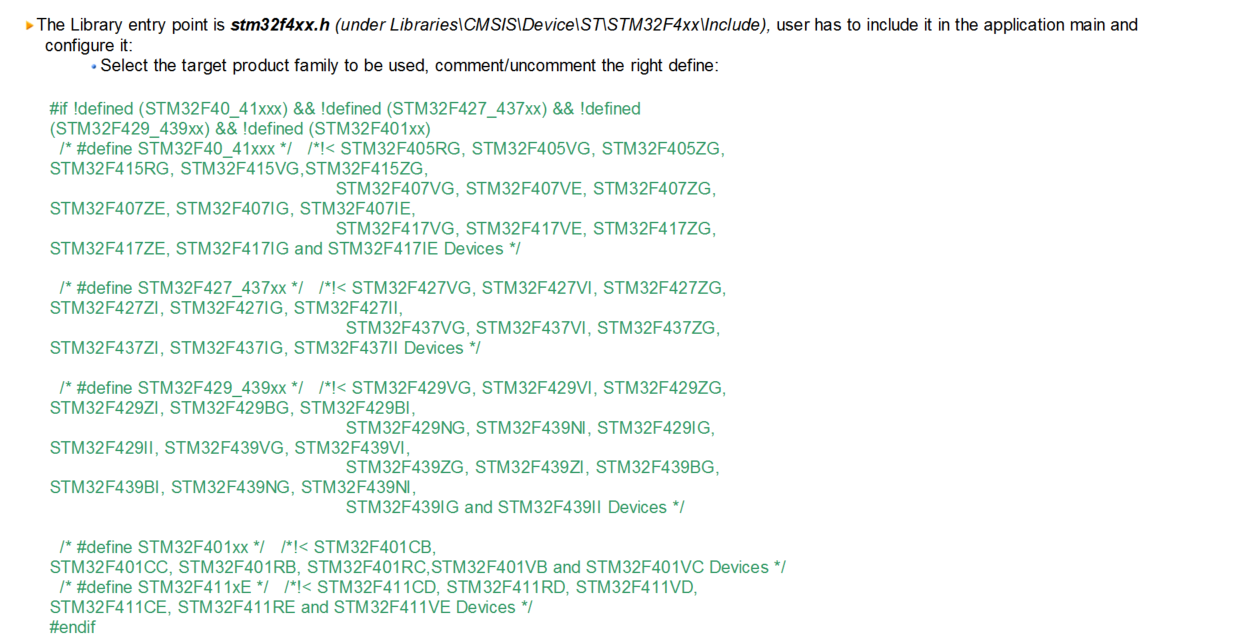 The Library entry point is stm32f4xx.h (under Libraries\CMSIS\Device\ST\STM32F4xx\Include), user has to include it in the application main and
configure it:
• Select the target product family to be used, comment/uncomment the right define:
#if !defined (STM32F40_41xxx) && !defined (STM32F427_437xx) && !defined
(STM32F429_439xx) && !defined (STM32F401xx)
/* #define STM32F40_41xxx */ /*!< STM32F405RG, STM32F405VG, STM32F405ZG,
STM32F415RG, STM32F415VG,STM32F415ZG,
STM32F407VG, STM32F407VE, STM32F407ZG,
STM32F407ZE, STM32F407IG, STM32F407IE,
STM32F417VG, STM32F417VE, STM32F417ZG,
STM32F417ZE, STM32F417IG and STM32F417IE Devices */
/* #define STM32F427_437xx */ /*!< STM32F427VG, STM32F427VI, STM32F427ZG,
STM32F427ZI, STM32F427IG, STM32F427II,
STM32F437VG, STM32F437VI, STM32F437ZG,
STM32F437ZI, STM32F437IG, STM32F437II Devices */
/* #define STM32F429_439xx */ /*!< STM32F429VG, STM32F429VI, STM32F429ZG,
STM32F429ZI, STM32F429BG, STM32F429BI,
STM32F429NG, STM32F439NI, STM32F429IG,
STM32F429II, STM32F439VG, STM32F439VI,
STM32F439ZG, STM32F439ZI, STM32F439BG,
STM32F439BI, STM32F439NG, STM32F439NI,
STM32F439IG and STM32F439II Devices */
/* #define STM32F401xx */ /*!< STM32F401CB,
STM32F401CC, STM32F401RB, STM32F401RC,STM32F401VB and STM32F401VC Devices */
/* #define STM32F411xE */ /*!< STM32F411CD, STM32F411RD, STM32F411VD,
STM32F411CE, STM32F411RE and STM32F411VE Devices */
#endif